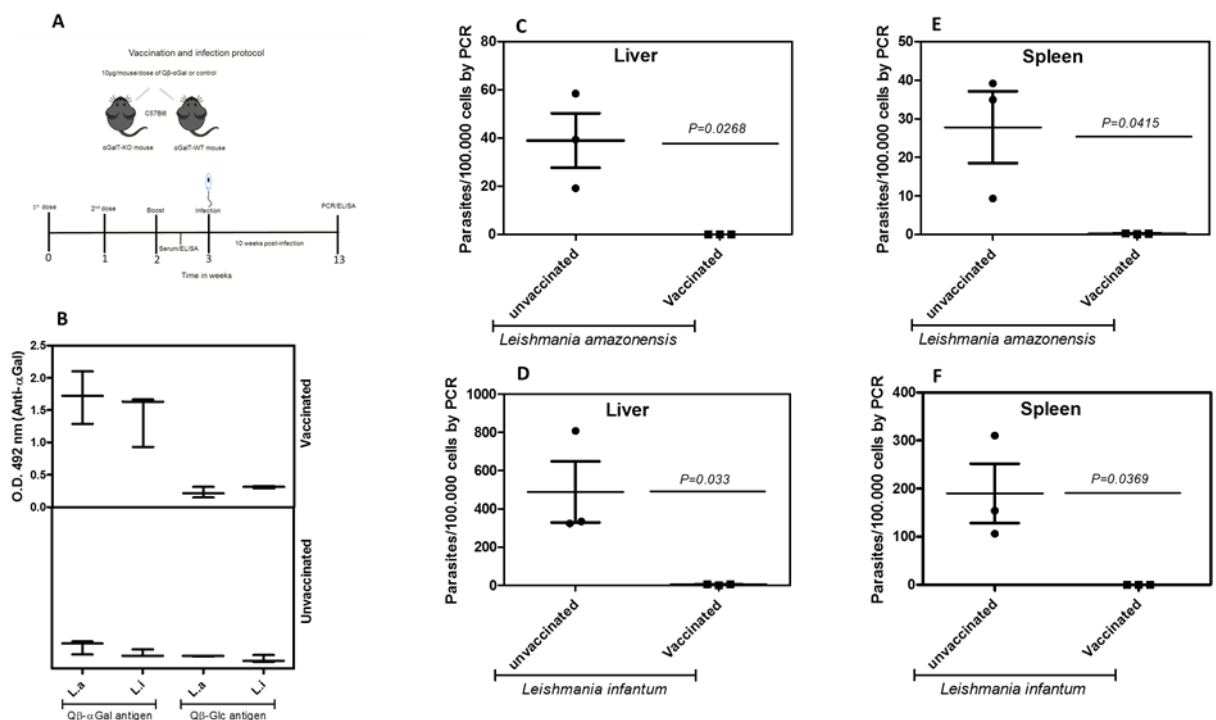 A
Vaccination and infection protocol
10µg/mouse/dose of Qβ-αGal or control
C57Bl6
αGalT-KO mouse
αGalT-WT mouse
1st dose
2nd dose
Boost
Infection
PCR/ELISA
Serum/ELISA
10 weeks post-infection
0
1
2
3
13
Time in weeks
B
O.D. 492 nm (Anti-αGal)
2.5
2.0
1.5
1.0
0.5
0.0
Vaccinated
Unvaccinated
L.a
L.i
L.a
L.i
Qβ-αGal antigen
Qβ-Glc antigen
C
Parasites/100.000 cells by PCR
80
60
40
20
0
Liver
P=0.0268
unvaccinated
Vaccinated
Leishmania amazonensis
D
Parasites/100.000 cells by PCR
1000
800
600
400
200
0
Liver
P=0.033
unvaccinated
Vaccinated
Leishmania infantum
E
Parasites/100.000 cells by PCR
50
40
30
20
10
0
Spleen
P=0.0415
unvaccinated
Vaccinated
Leishmania amazonensis
F
Parasites/100.000 cells by PCR
400
300
200
100
0
Spleen
P=0.0369
unvaccinated
Vaccinated
Leishmania infantum